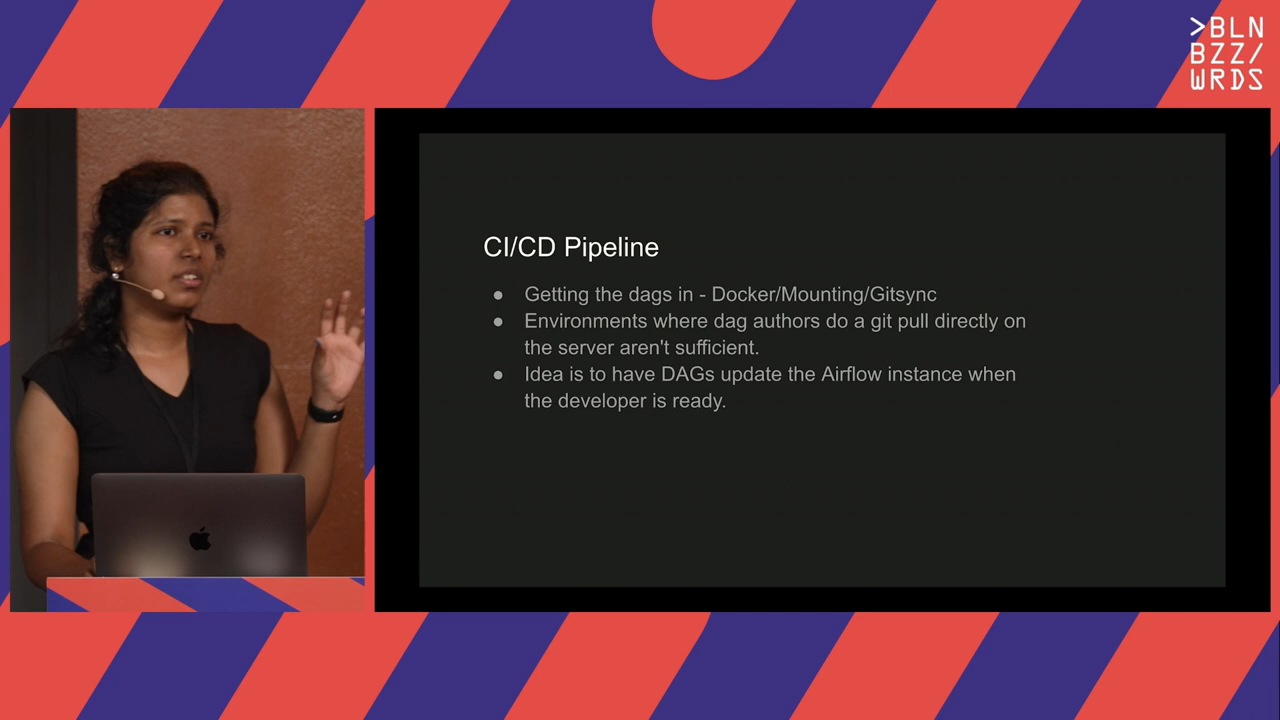 >BLN
BZZ/
WRDS
CI/CD Pipeline
● Getting the dags in - Docker/Mounting/Gitsync
● Environments where dag authors do a git pull directly on
the server aren't sufficient.
● Idea is to have DAGs update the Airflow instance when
the developer is ready.